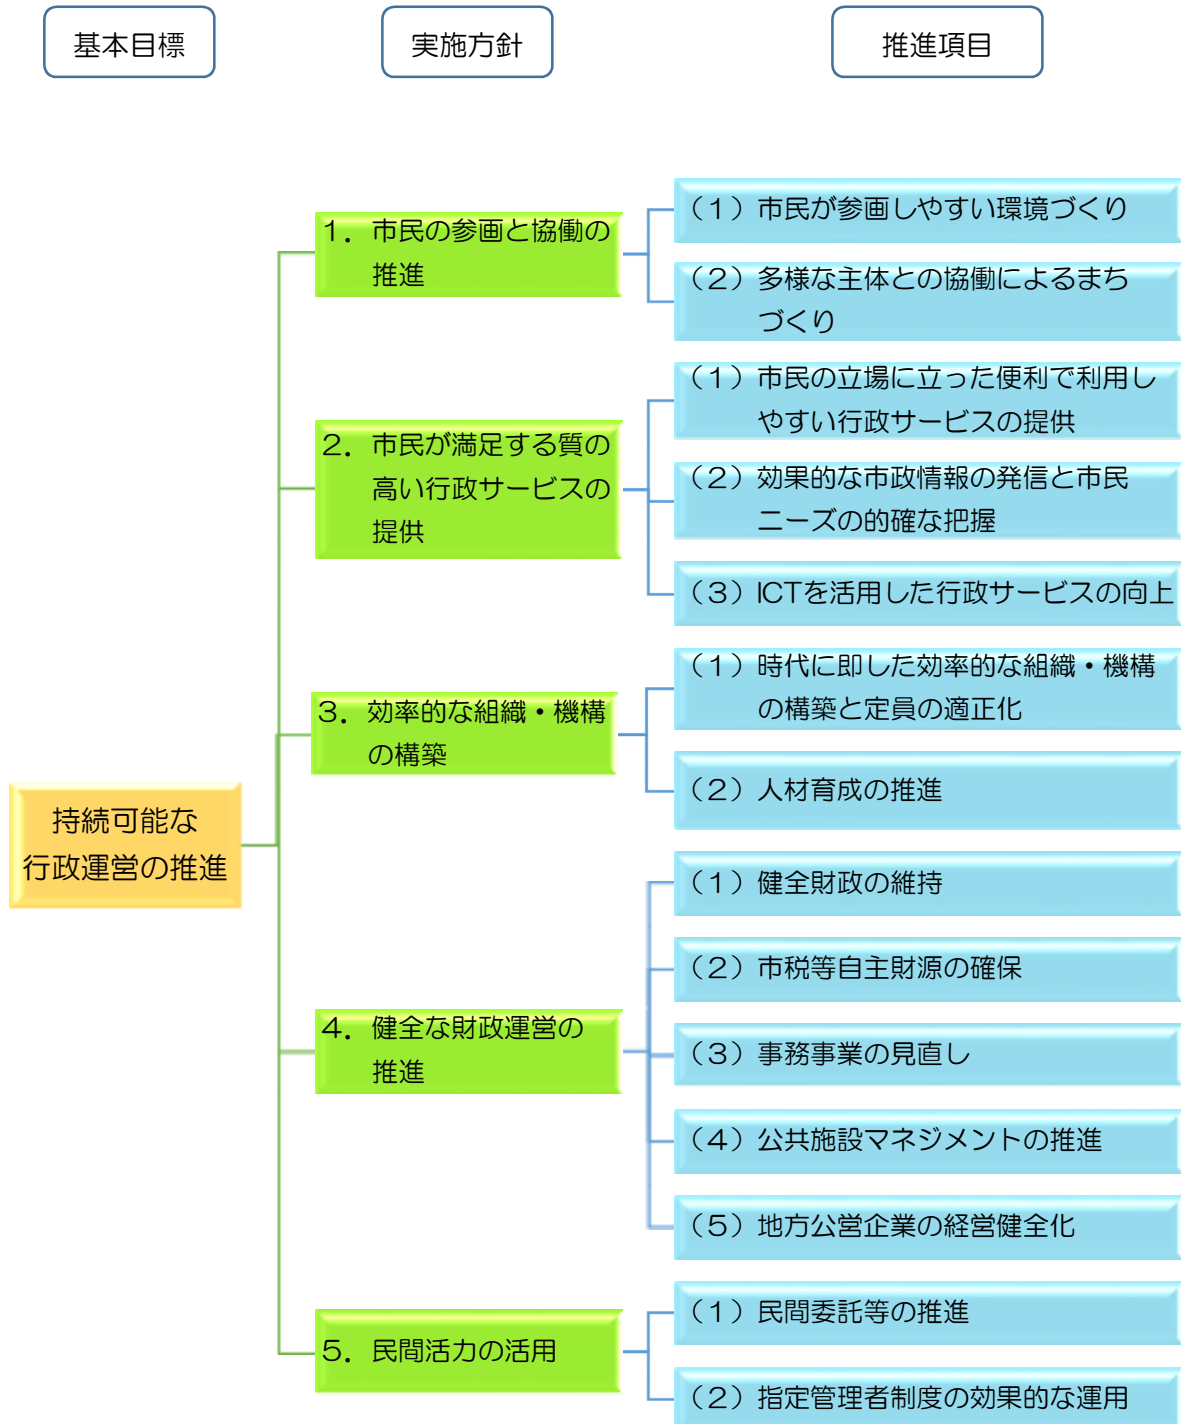 基本目標
実施方針
推進項目
持続可能な
行政運営の推進
１．市民の参画と協働の
推進
（１）市民が参画しやすい環境づくり
（２）多様な主体との協働によるまち
づくり
２．市民が満足する質の
高い行政サービスの
提供
（１）市民の立場に立った便利で利用し
やすい行政サービスの提供
（２）効果的な市政情報の発信と市民
ニーズの的確な把握
（３）ICTを活用した行政サービスの向上
３．効率的な組織・機構
の構築
（１）時代に即した効率的な組織・機構
の構築と定員の適正化
（２）人材育成の推進
４．健全な財政運営の
推進
（１）健全財政の維持
（２）市税等自主財源の確保
（３）事務事業の見直し
（４）公共施設マネジメントの推進
（５）地方公営企業の経営健全化
５．民間活力の活用
（１）民間委託等の推進
（２）指定管理者制度の効果的な運用